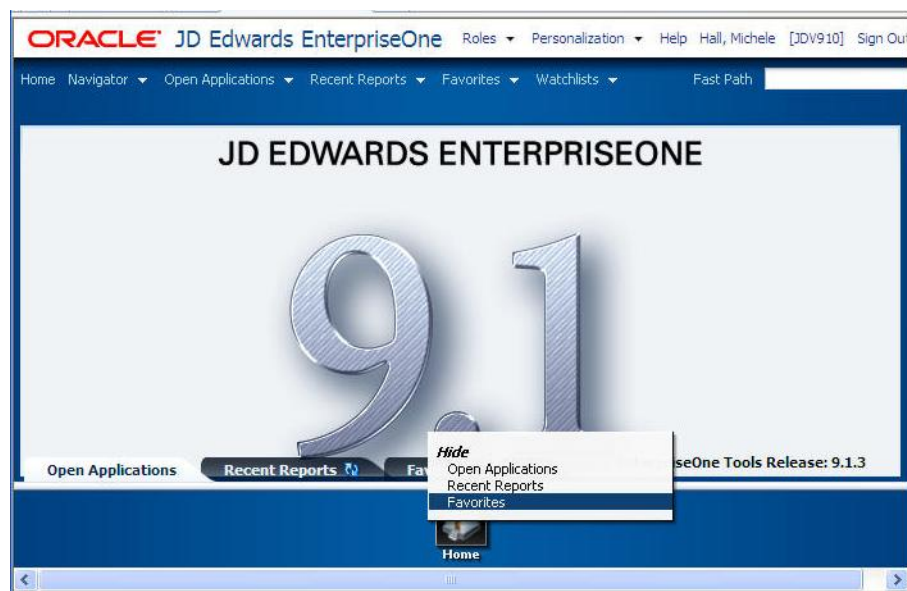 ORACLE JD Edwards EnterpriseOne Roles Personalization Help Hall, Michele [JDV910] Sign Out
Home Navigator Open Applications Recent Reports Favorites Watchlists Fast Path
JD EDWARDS ENTERPRISEONE
9.1
Hide
Open Applications
Recent Reports
Favorites
Open Applications Recent Reports Fav seOne Tools Release: 9.1.3
Home